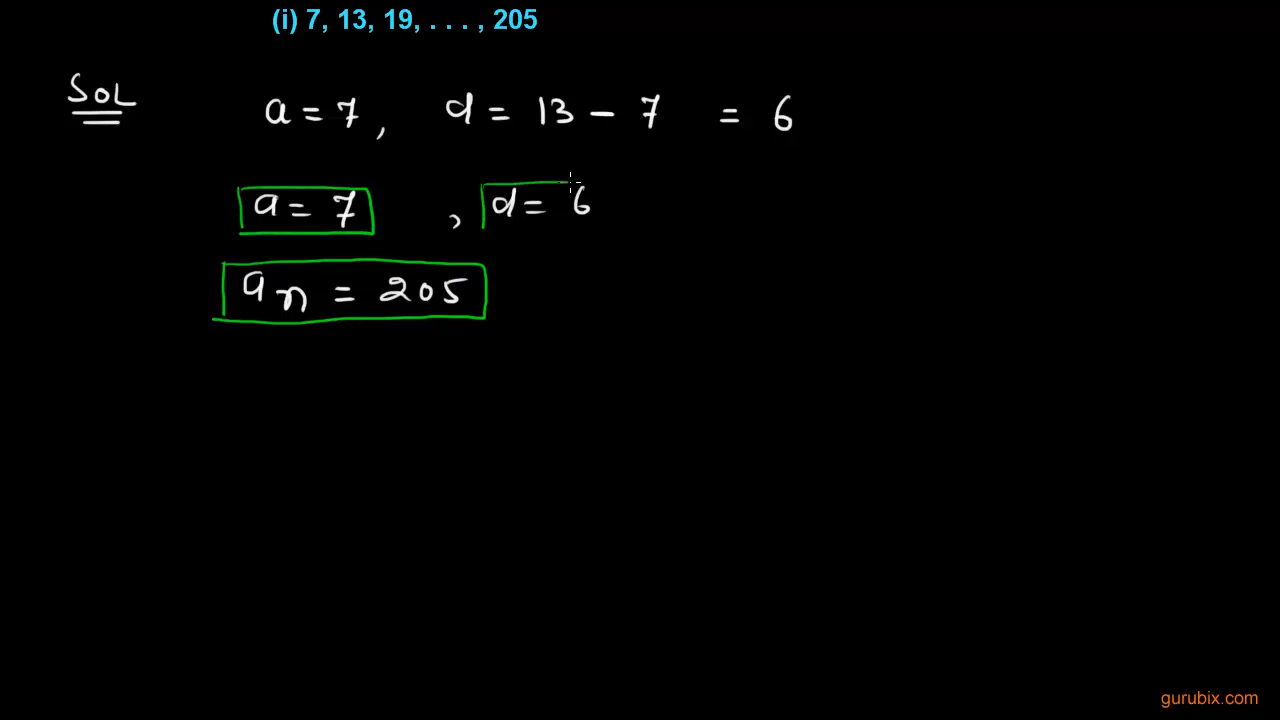 (i) 7, 13, 19, . . . , 205
SOL
a = 7, d = 13 - 7 = 6
a = 7 , d = 6
an = 205
gurubix.com